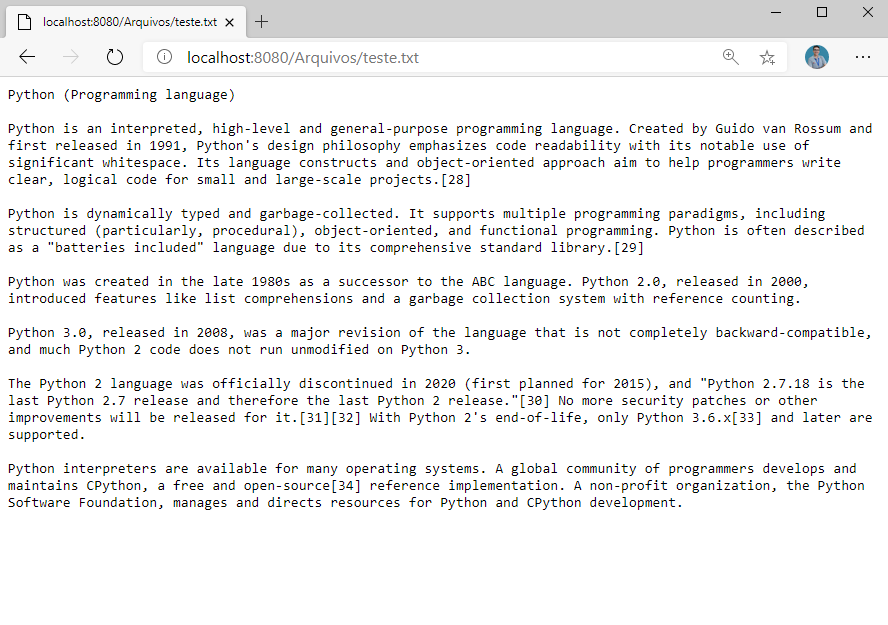 localhost:8080/Arquivos/teste.txt
localhost:8080/Arquivos/teste.txt
Python (Programming language)
Python is an interpreted, high-level and general-purpose programming language. Created by Guido van Rossum and
first released in 1991, Python's design philosophy emphasizes code readability with its notable use of
significant whitespace. Its language constructs and object-oriented approach aim to help programmers write
clear, logical code for small and large-scale projects.[28]
Python is dynamically typed and garbage-collected. It supports multiple programming paradigms, including
structured (particularly, procedural), object-oriented, and functional programming. Python is often described
as a "batteries included" language due to its comprehensive standard library.[29]
Python was created in the late 1980s as a successor to the ABC language. Python 2.0, released in 2000,
introduced features like list comprehensions and a garbage collection system with reference counting.
Python 3.0, released in 2008, was a major revision of the language that is not completely backward-compatible,
and much Python 2 code does not run unmodified on Python 3.
The Python 2 language was officially discontinued in 2020 (first planned for 2015), and "Python 2.7.18 is the
last Python 2.7 release and therefore the last Python 2 release."[30] No more security patches or other
improvements will be released for it.[31][32] With Python 2's end-of-life, only Python 3.6.x[33] and later are
supported.
Python interpreters are available for many operating systems. A global community of programmers develops and
maintains CPython, a free and open-source[34] reference implementation. A non-profit organization, the Python
Software Foundation, manages and directs resources for Python and CPython development.